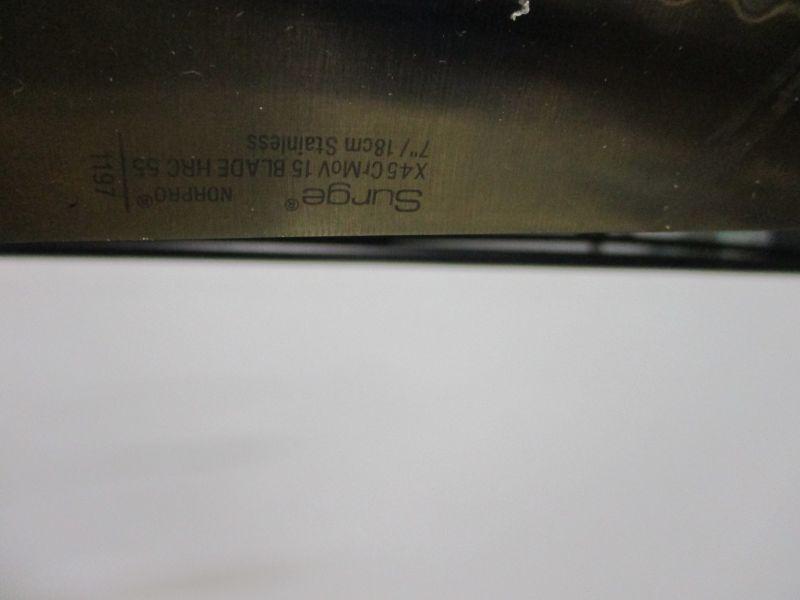 Surge® NORPRO®
X45CrMoV 15 BLADE HRC 55
7"/18cm Stainless
1197